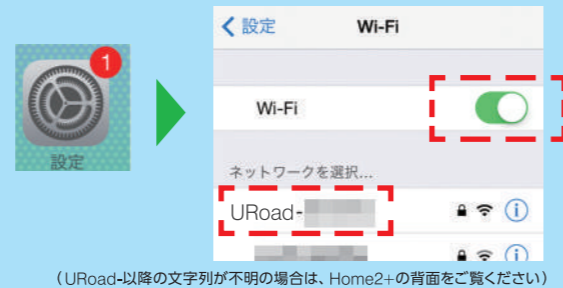 1
設定
設定 Wi-Fi
Wi-Fi
ネットワークを選択...
URoad-
(URoad-以降の文字列が不明の場合は、Home2+の背面をご覧ください)